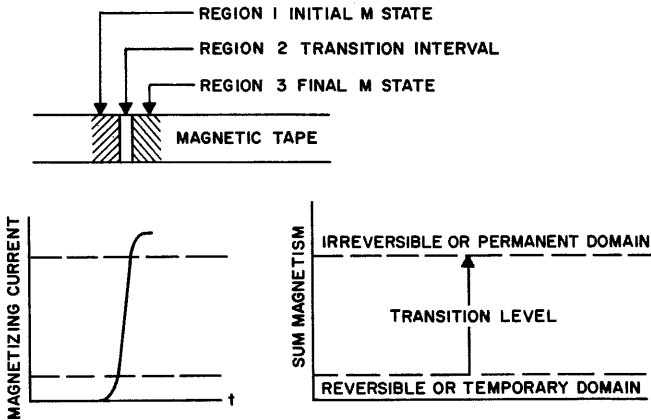 REGION 1 INITIAL M STATE
REGION 2 TRANSITION INTERVAL
REGION 3 FINAL M STATE
MAGNETIC TAPE
MAGNETIZING CURRENT
t
SUM MAGNETISM
IRREVERSIBLE OR PERMANENT DOMAIN
TRANSITION LEVEL
REVERSIBLE OR TEMPORARY DOMAIN